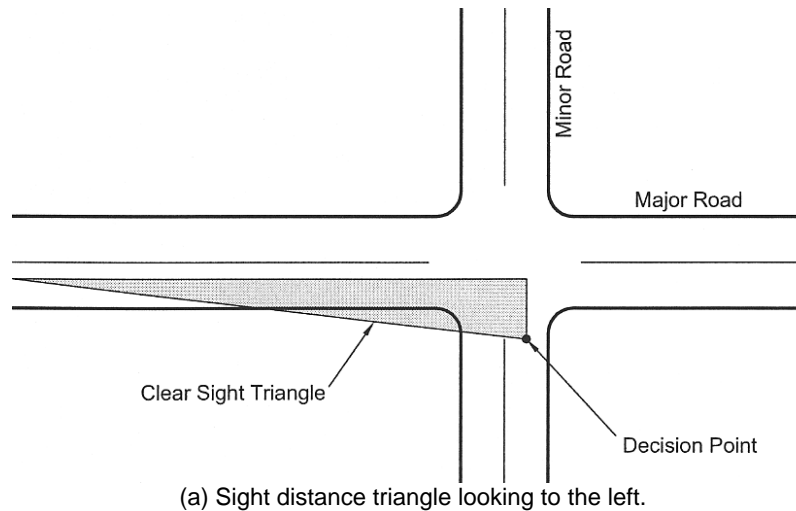 Minor Road
Major Road
Clear Sight Triangle
Decision Point
(a) Sight distance triangle looking to the left.